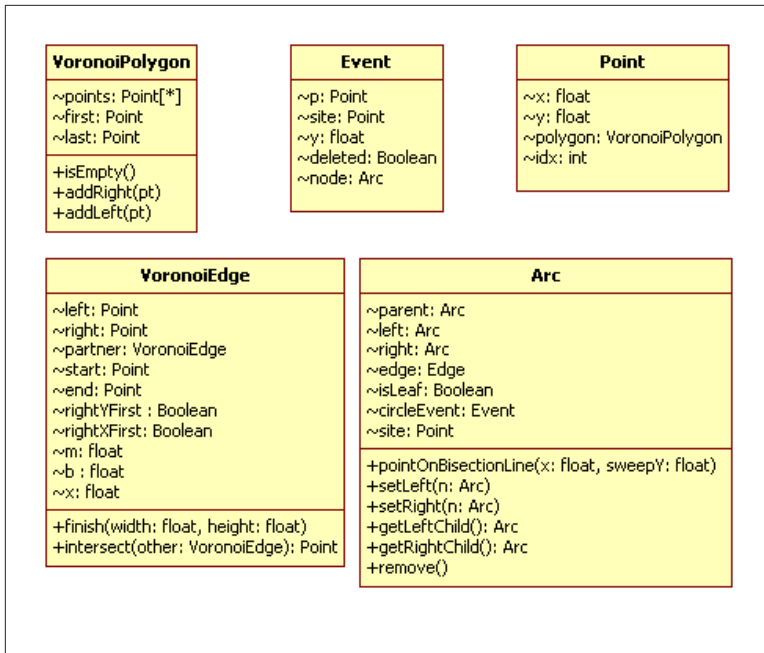 VoronoiPolygon
~points: Point[*]
~first: Point
~last: Point
+isEmpty()
+addRight(pt)
+addLeft(pt)
Event
~p: Point
~site: Point
~y: float
~deleted: Boolean
~node: Arc
Point
~x: float
~y: float
~polygon: VoronoiPolygon
~idx: int
VoronoiEdge
~left: Point
~right: Point
~partner: VoronoiEdge
~start: Point
~end: Point
~rightYFirst : Boolean
~rightXFirst: Boolean
~m: float
~b : float
~x: float
+finish(width: float, height: float)
+intersect(other: VoronoiEdge): Point
Arc
~parent: Arc
~left: Arc
~right: Arc
~edge: Edge
~isLeaf: Boolean
~circleEvent: Event
~site: Point
+pointOnBisectionLine(x: float, sweepY: float)
+setLeft(n: Arc)
+setRight(n: Arc)
+getLeftChild(): Arc
+getRightChild(): Arc
+remove()